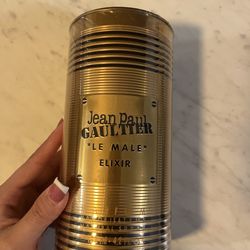 Jean Paul
GAULTIER
"LE MALE"
ELIXIR